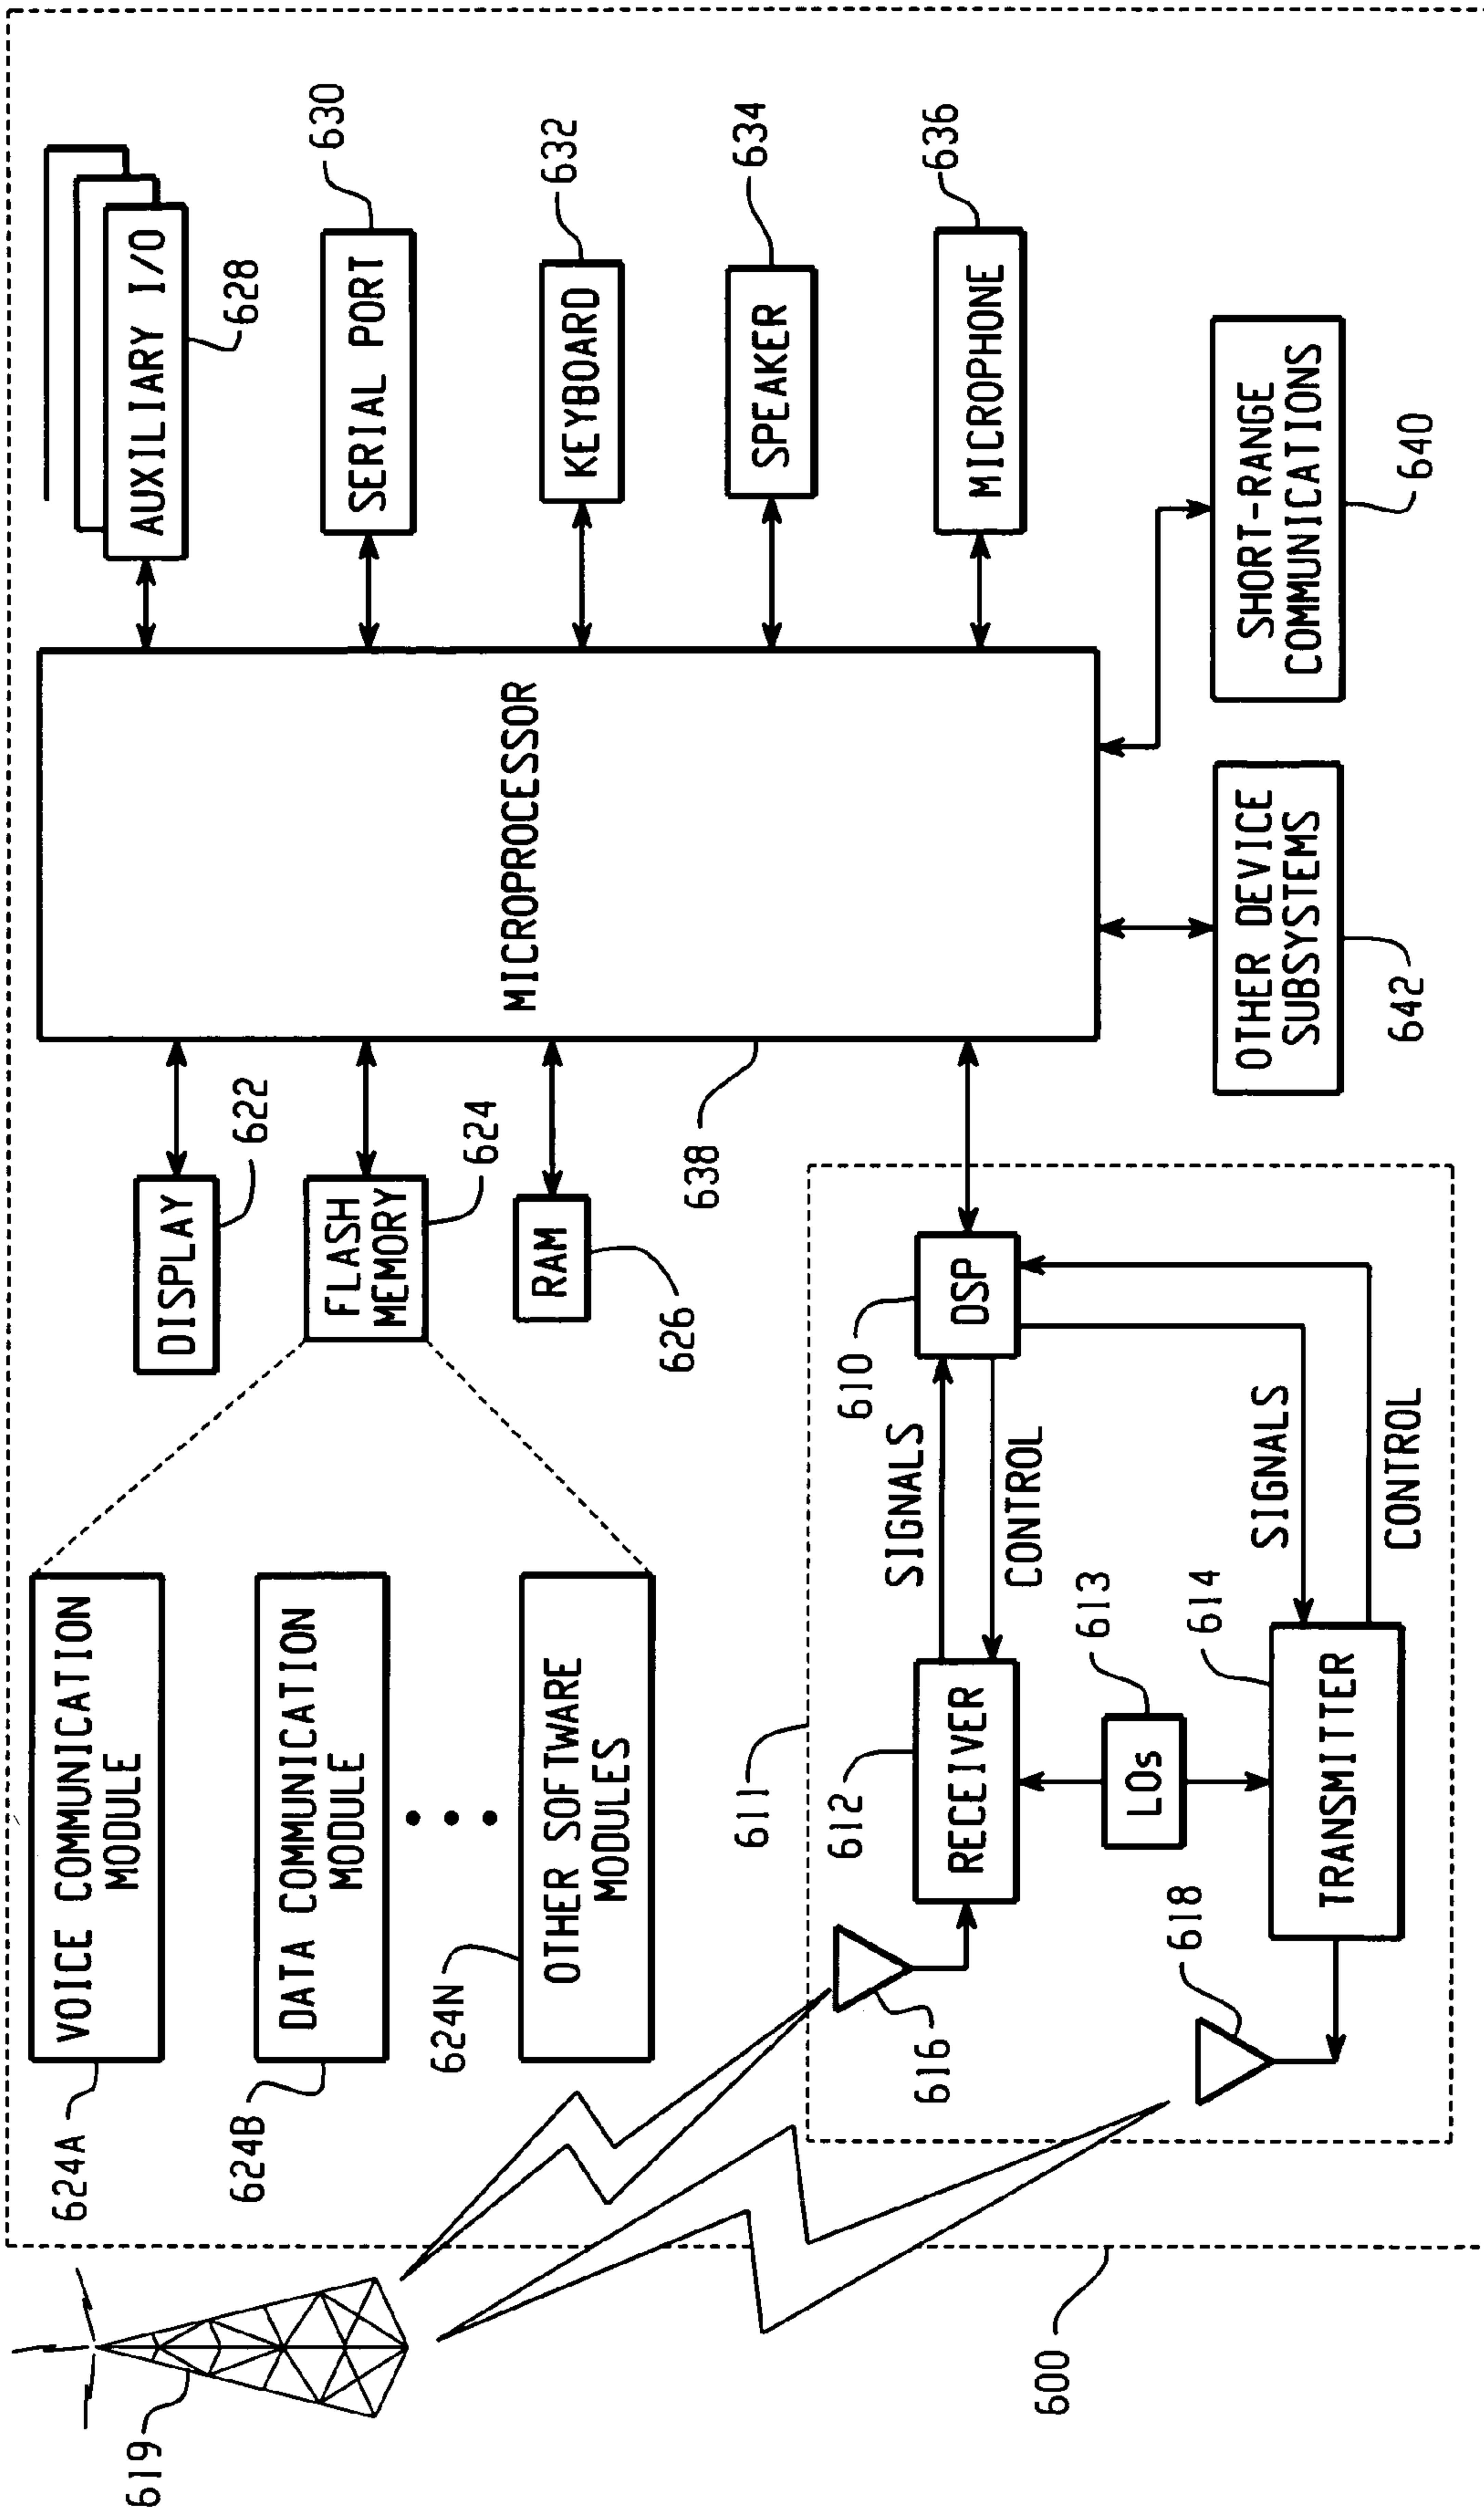 619
624A
VOICE COMMUNICATION
MODULE
624B
DATA COMMUNICATION
MODULE
624N
OTHER SOFTWARE
MODULES
DISPLAY
622
FLASH
MEMORY
624
RAM
626
638
MICROPROCESSOR
AUXILIARY I/O
628
SERIAL PORT
630
KEYBOARD
632
SPEAKER
634
MICROPHONE
636
SHORT-RANGE
COMMUNICATIONS
640
OTHER DEVICE
SUBSYSTEMS
642
611
610
DSP
SIGNALS
CONTROL
612
RECEIVER
616
613
LOs
614
TRANSMITTER
618
SIGNALS
CONTROL
600